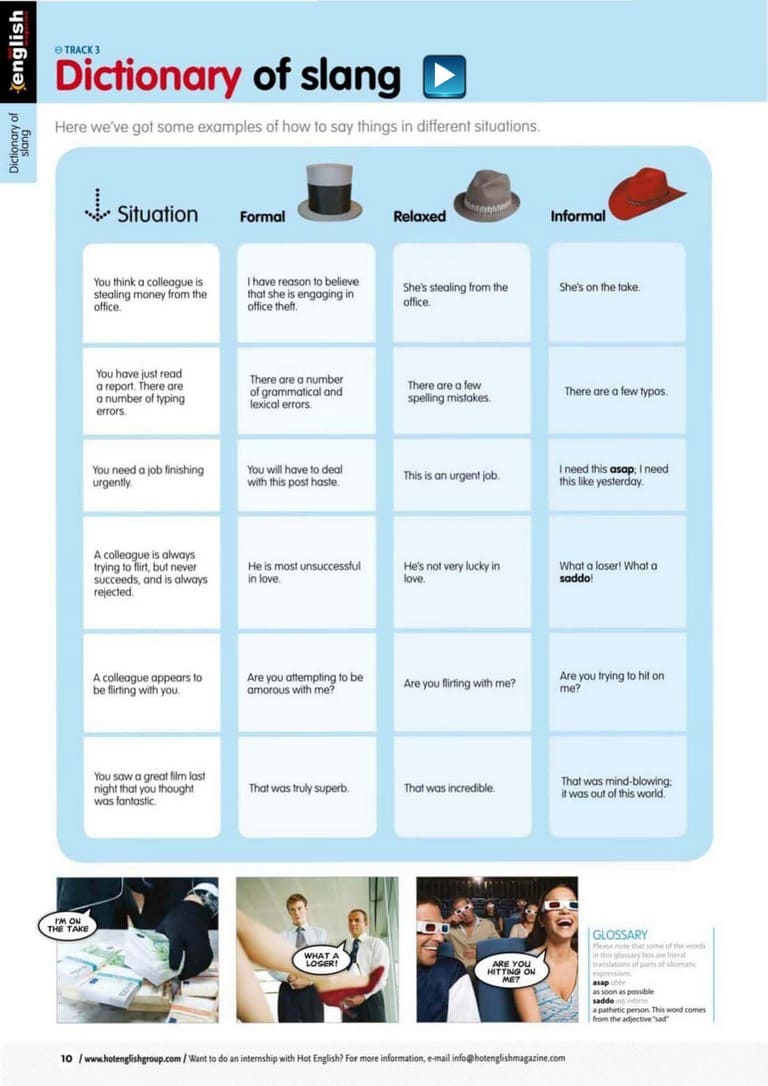 english
Dictionary of
slang
TRACK 3
Dictionary of slang
Here we've got some examples of how to say things in different situations.
Situation
Formal
Relaxed
Informal
You think a colleague is
stealing money from the
office.
I have reason to believe
that she is engaging in
office theft.
She's stealing from the
office.
She's on the take.
You have just read
a report. There are
a number of typing
errors.
There are a number
of grammatical and
lexical errors.
There are a few
spelling mistakes.
There are a few typos.
You need a job finishing
urgently.
You will have to deal
with this post haste.
This is an urgent job.
I need this asap; I need
this like yesterday.
A colleague is always
trying to flirt, but never
succeeds, and is always
rejected.
He is most unsuccessful
in love.
He's not very lucky in
love.
What a loser! What a
saddo!
A colleague appears to
be flirting with you.
Are you attempting to be
amorous with me?
Are you flirting with me?
Are you trying to hit on
me?
You saw a great film last
night that you thought
was fantastic.
That was truly superb.
That was incredible.
That was mind-blowing;
it was out of this world.
I'M ON
THE TAKE
WHAT A
LOSER!
ARE YOU
HITTING ON
ME?
GLOSSARY
Please note that some of the words
in this glossary box are literal
translations of parts of idiomatic
expressions.
asap abbr
as soon as possible
saddo adj inform
a pathetic person. This word comes
from the adjective "sad"
10 / www.hotenglishgroup.com / Want to do an internship with Hot English? For more information, e-mail info@hotenglishmagazine.com